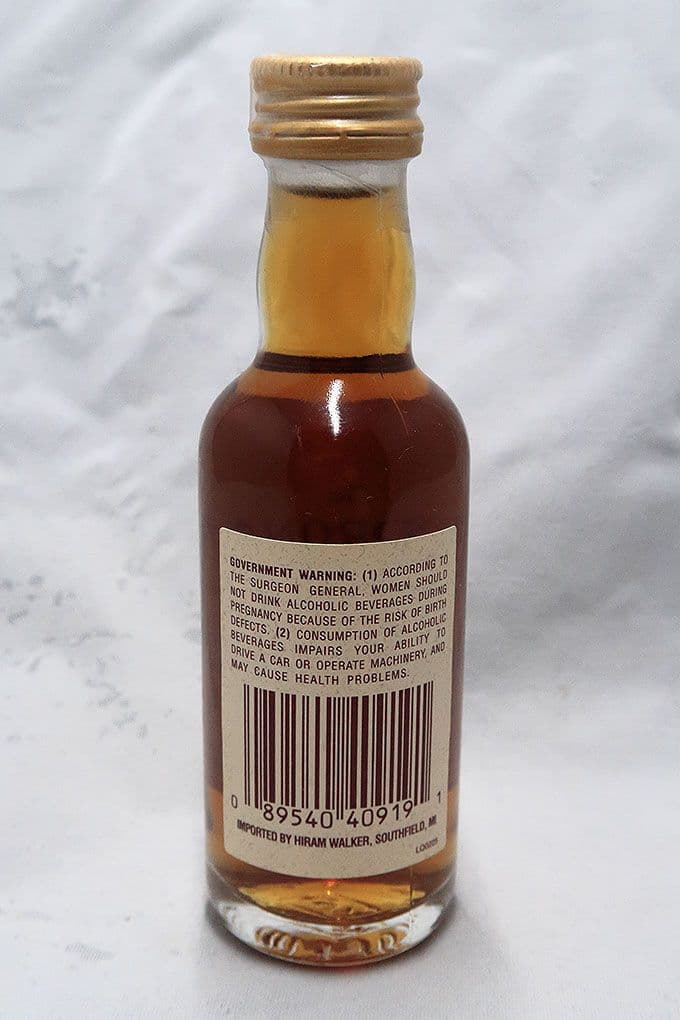 GOVERNMENT WARNING: (1) ACCORDING TO
THE SURGEON GENERAL, WOMEN SHOULD
NOT DRINK ALCOHOLIC BEVERAGES DURING
PREGNANCY BECAUSE OF THE RISK OF BIRTH
DEFECTS. (2) CONSUMPTION OF ALCOHOLIC
BEVERAGES IMPAIRS YOUR ABILITY TO
DRIVE A CAR OR OPERATE MACHINERY, AND
MAY CAUSE HEALTH PROBLEMS.
0 89540 40919 1
IMPORTED BY HIRAM WALKER, SOUTHFIELD, MI.